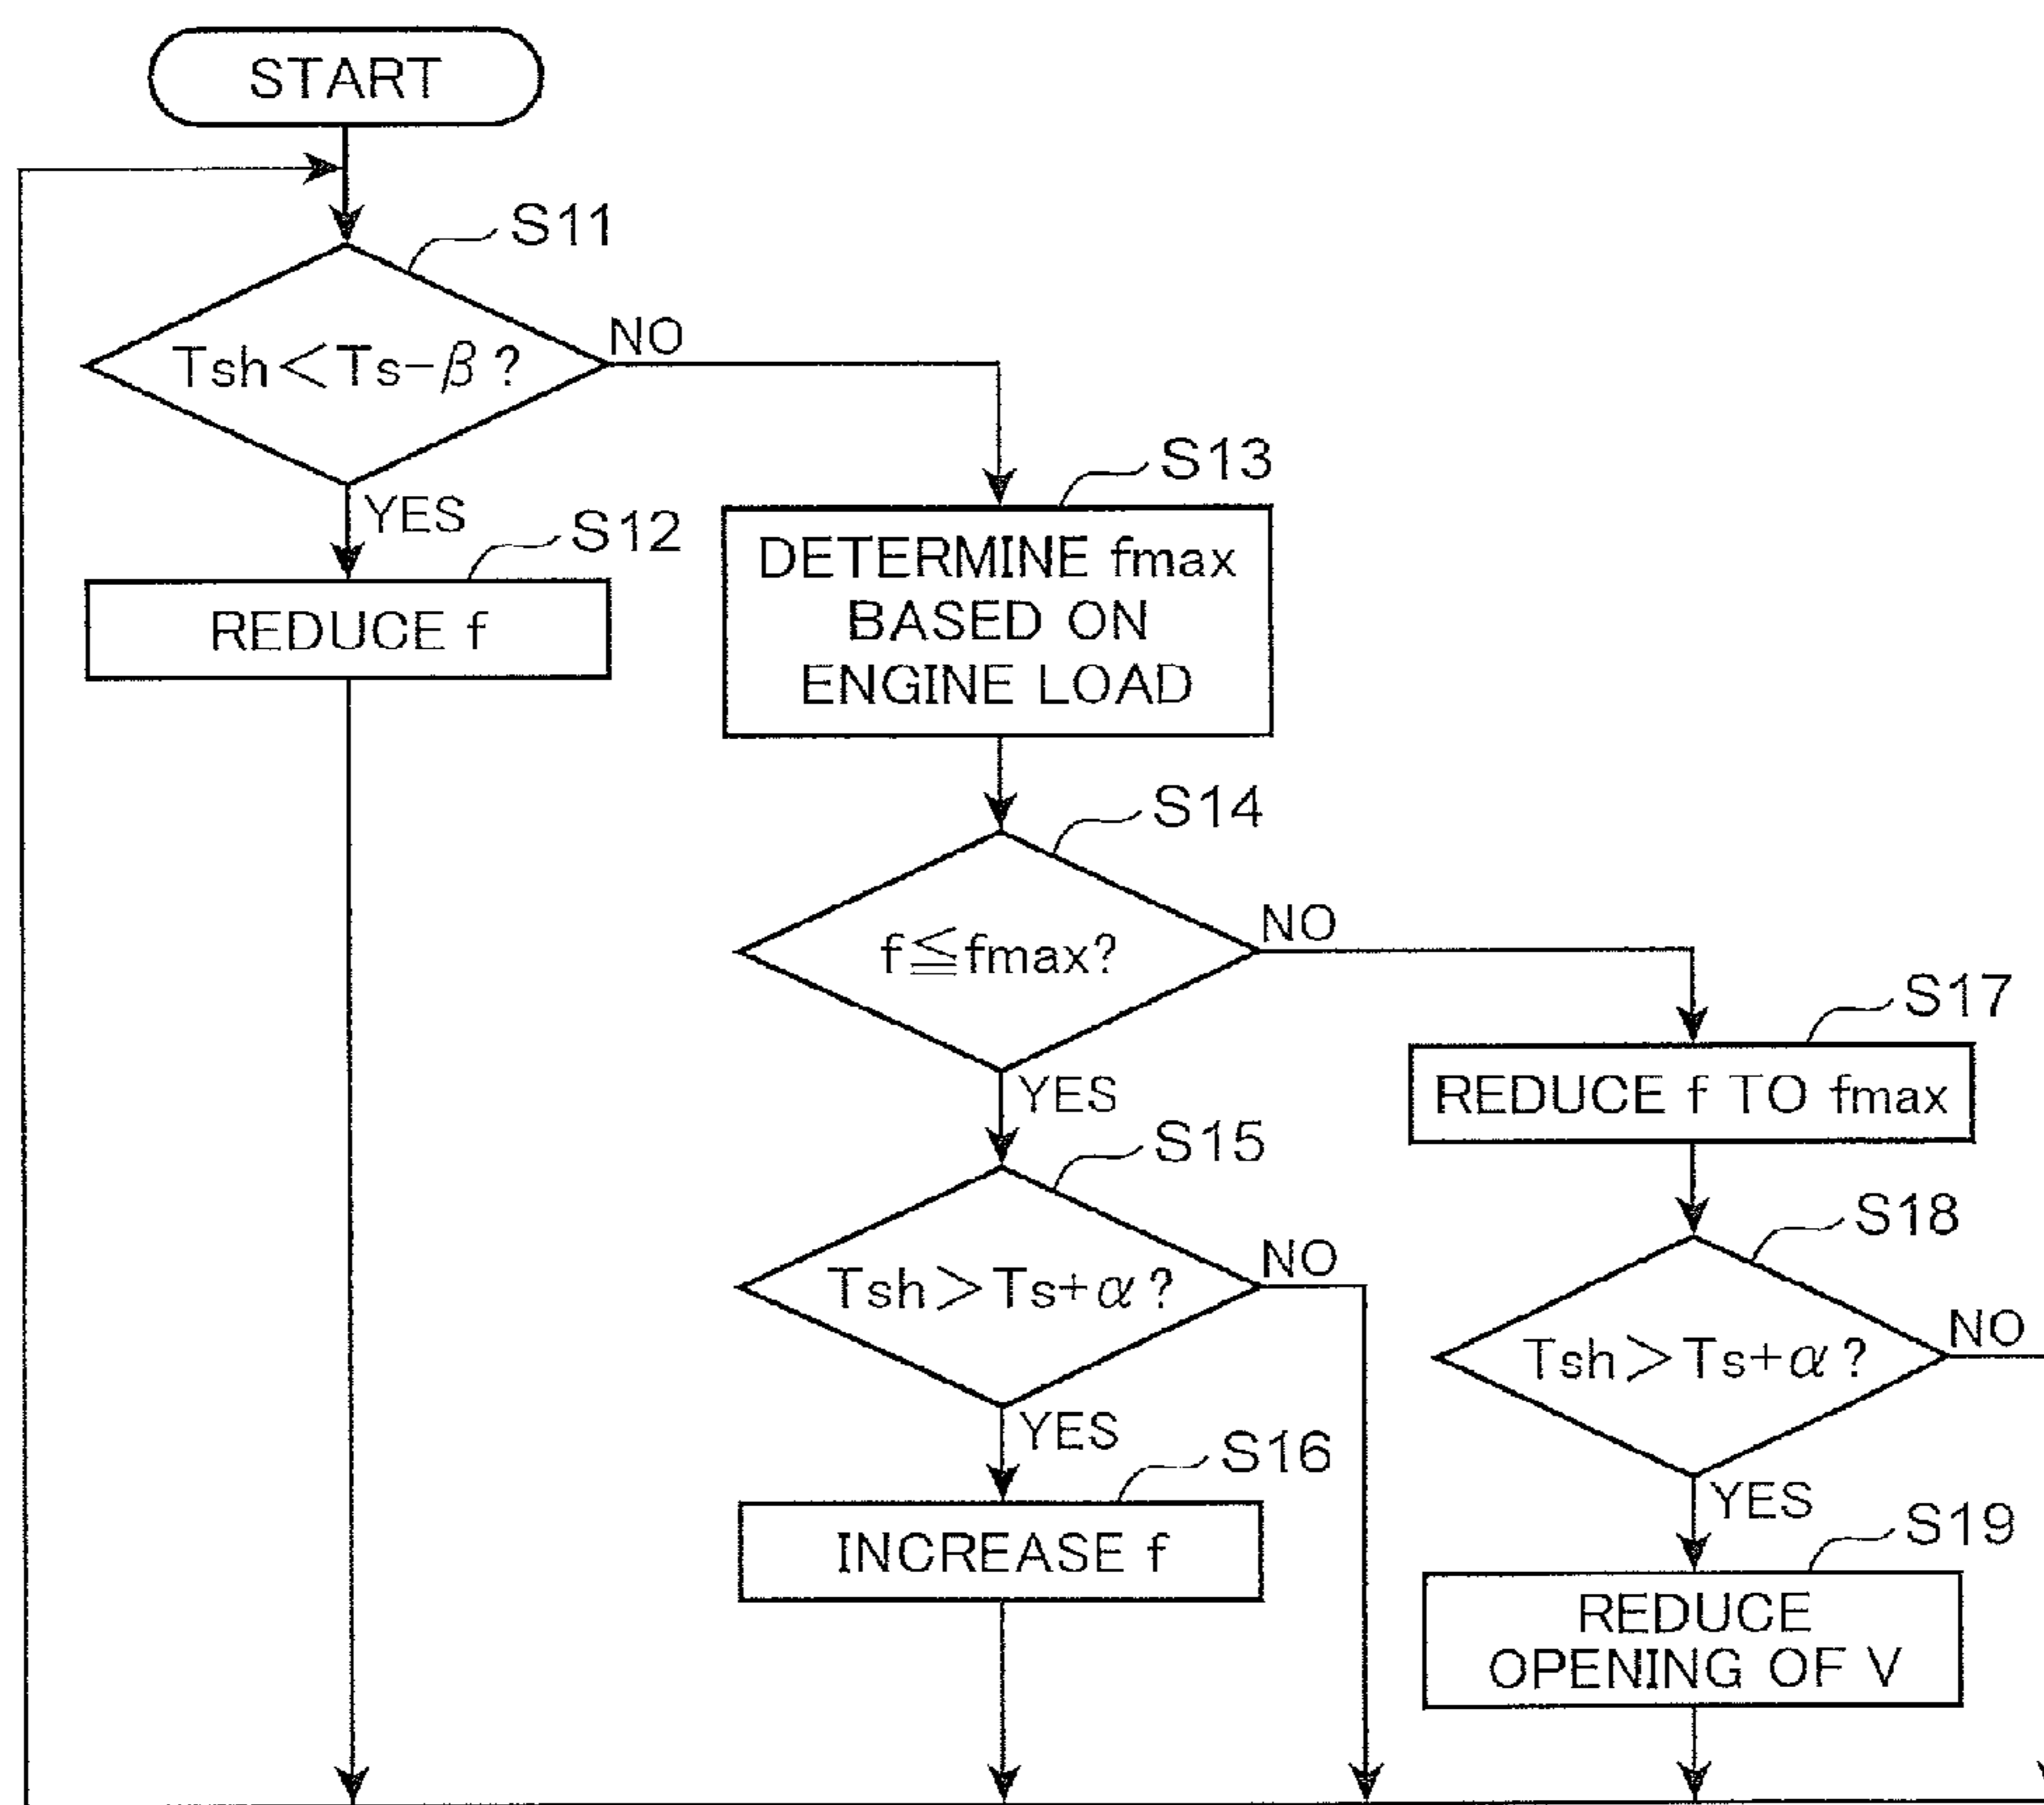 START
S11
Tsh<Ts-β?
NO
YES
S12
REDUCE f
S13
DETERMINE fmax
BASED ON
ENGINE LOAD
S14
f≦fmax?
NO
YES
S15
Tsh>Ts+α?
NO
YES
S16
INCREASE f
S17
REDUCE f TO fmax
S18
Tsh>Ts+α?
NO
YES
S19
REDUCE
OPENING OF V